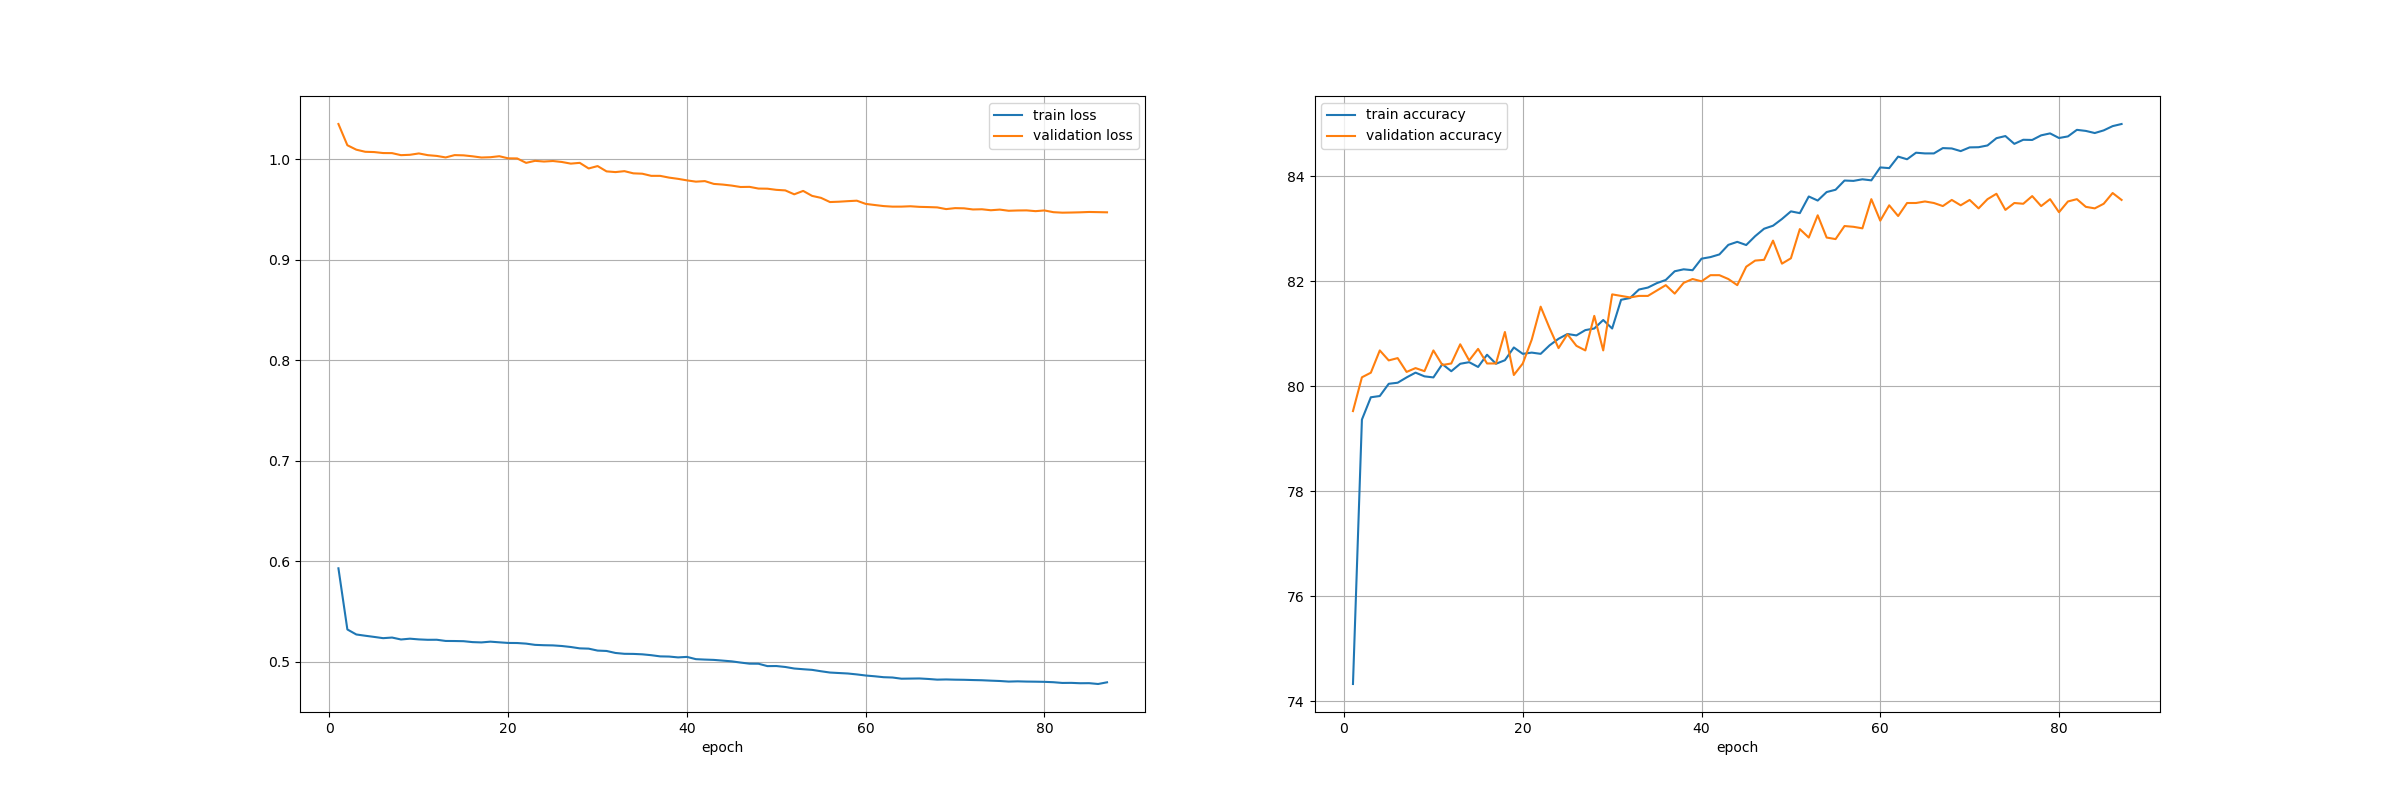 train loss
validation loss
1.0
0.9
0.8
0.7
0.6
0.5
0 20 40 60 80
epoch
train accuracy
validation accuracy
84
82
80
78
76
74
0 20 40 60 80
epoch